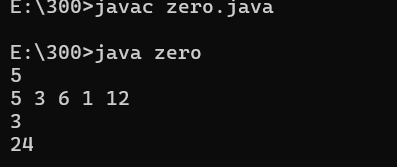 E:\300>javac zero.java
E:\300>java zero
5
5 3 6 1 12
3
24